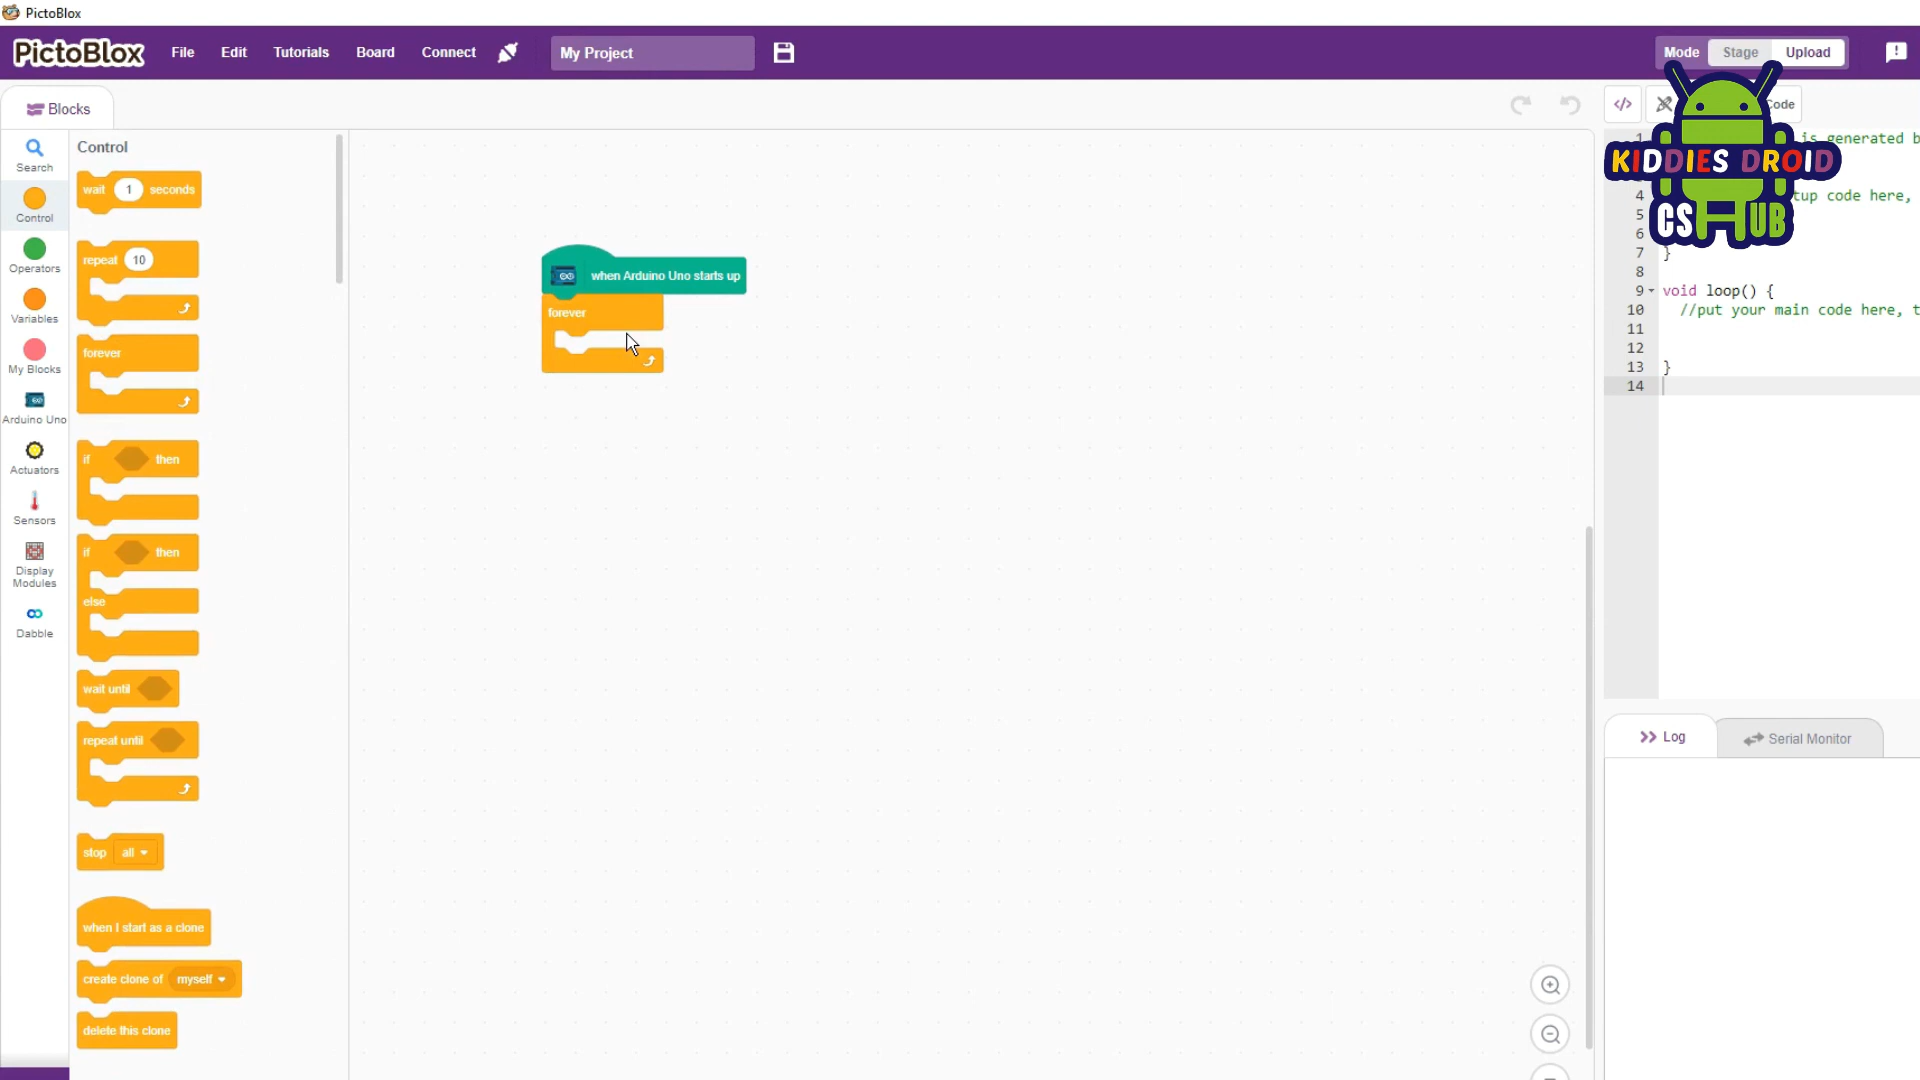 PictoBlox
PictoBlox File Edit Tutorials Board Connect My Project Mode Stage Upload
Blocks
Search
Control
Operators
Variables
My Blocks
Arduino Uno
Actuators
Sensors
Display
Modules
Dabble
Control
wait 1 seconds
repeat 10
forever
if then
if then
else
wait until
repeat until
stop all
when I start as a clone
create clone of myself
delete this clone
when Arduino Uno starts up
forever
KIDDIES DROID
CS HUB
1 is generated b
4 tup code here,
5
6
7 }
8
9 void loop() {
10 //put your main code here, t
11
12
13 }
14
Log
Serial Monitor